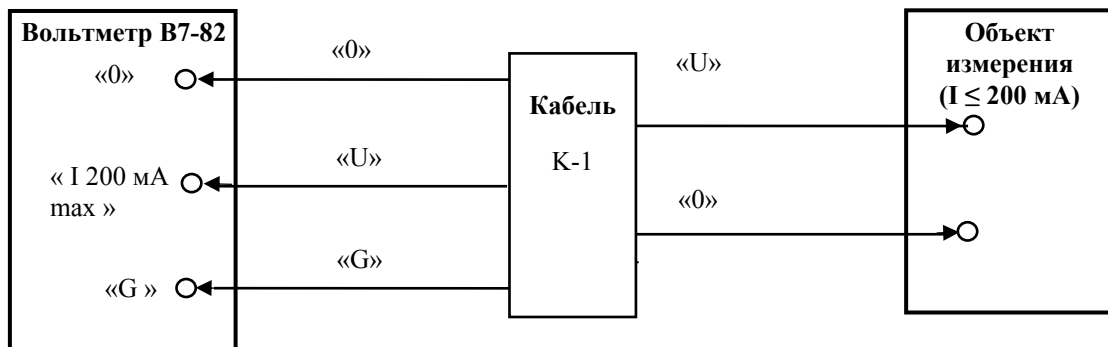 Вольтметр В7-82
«0»
« I 200 мА
max »
«G »
«0»
«U»
«G»
Кабель
К-1
«U»
«0»
Объект
измерения
(I ≤ 200 мА)